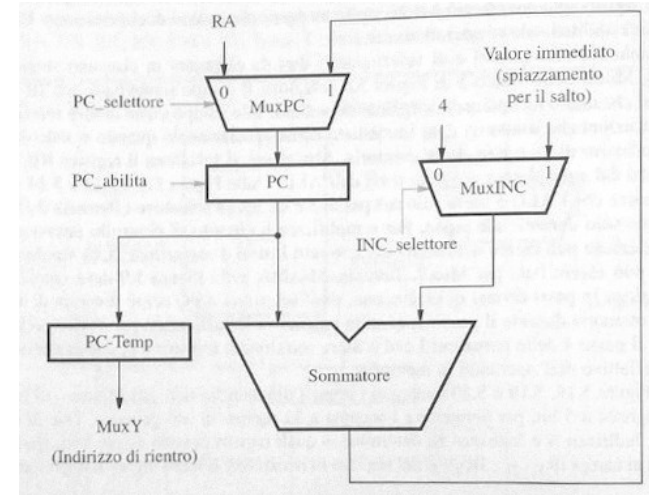 RA
Valore immediato
(spiazzamento
per il salto)
PC_selettore
0
1
MuxPC
4
PC_abilita
PC
0
1
MuxINC
INC_selettore
PC-Temp
Sommatore
MuxY
(Indirizzo di rientro)